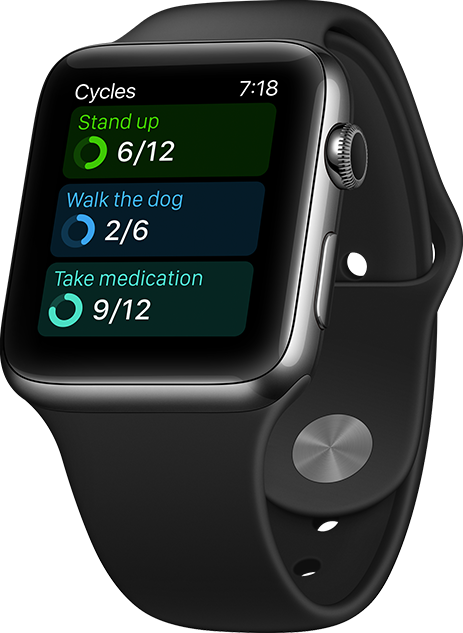 Cycles 7:18
Stand up
6/12
Walk the dog
2/6
Take medication
9/12